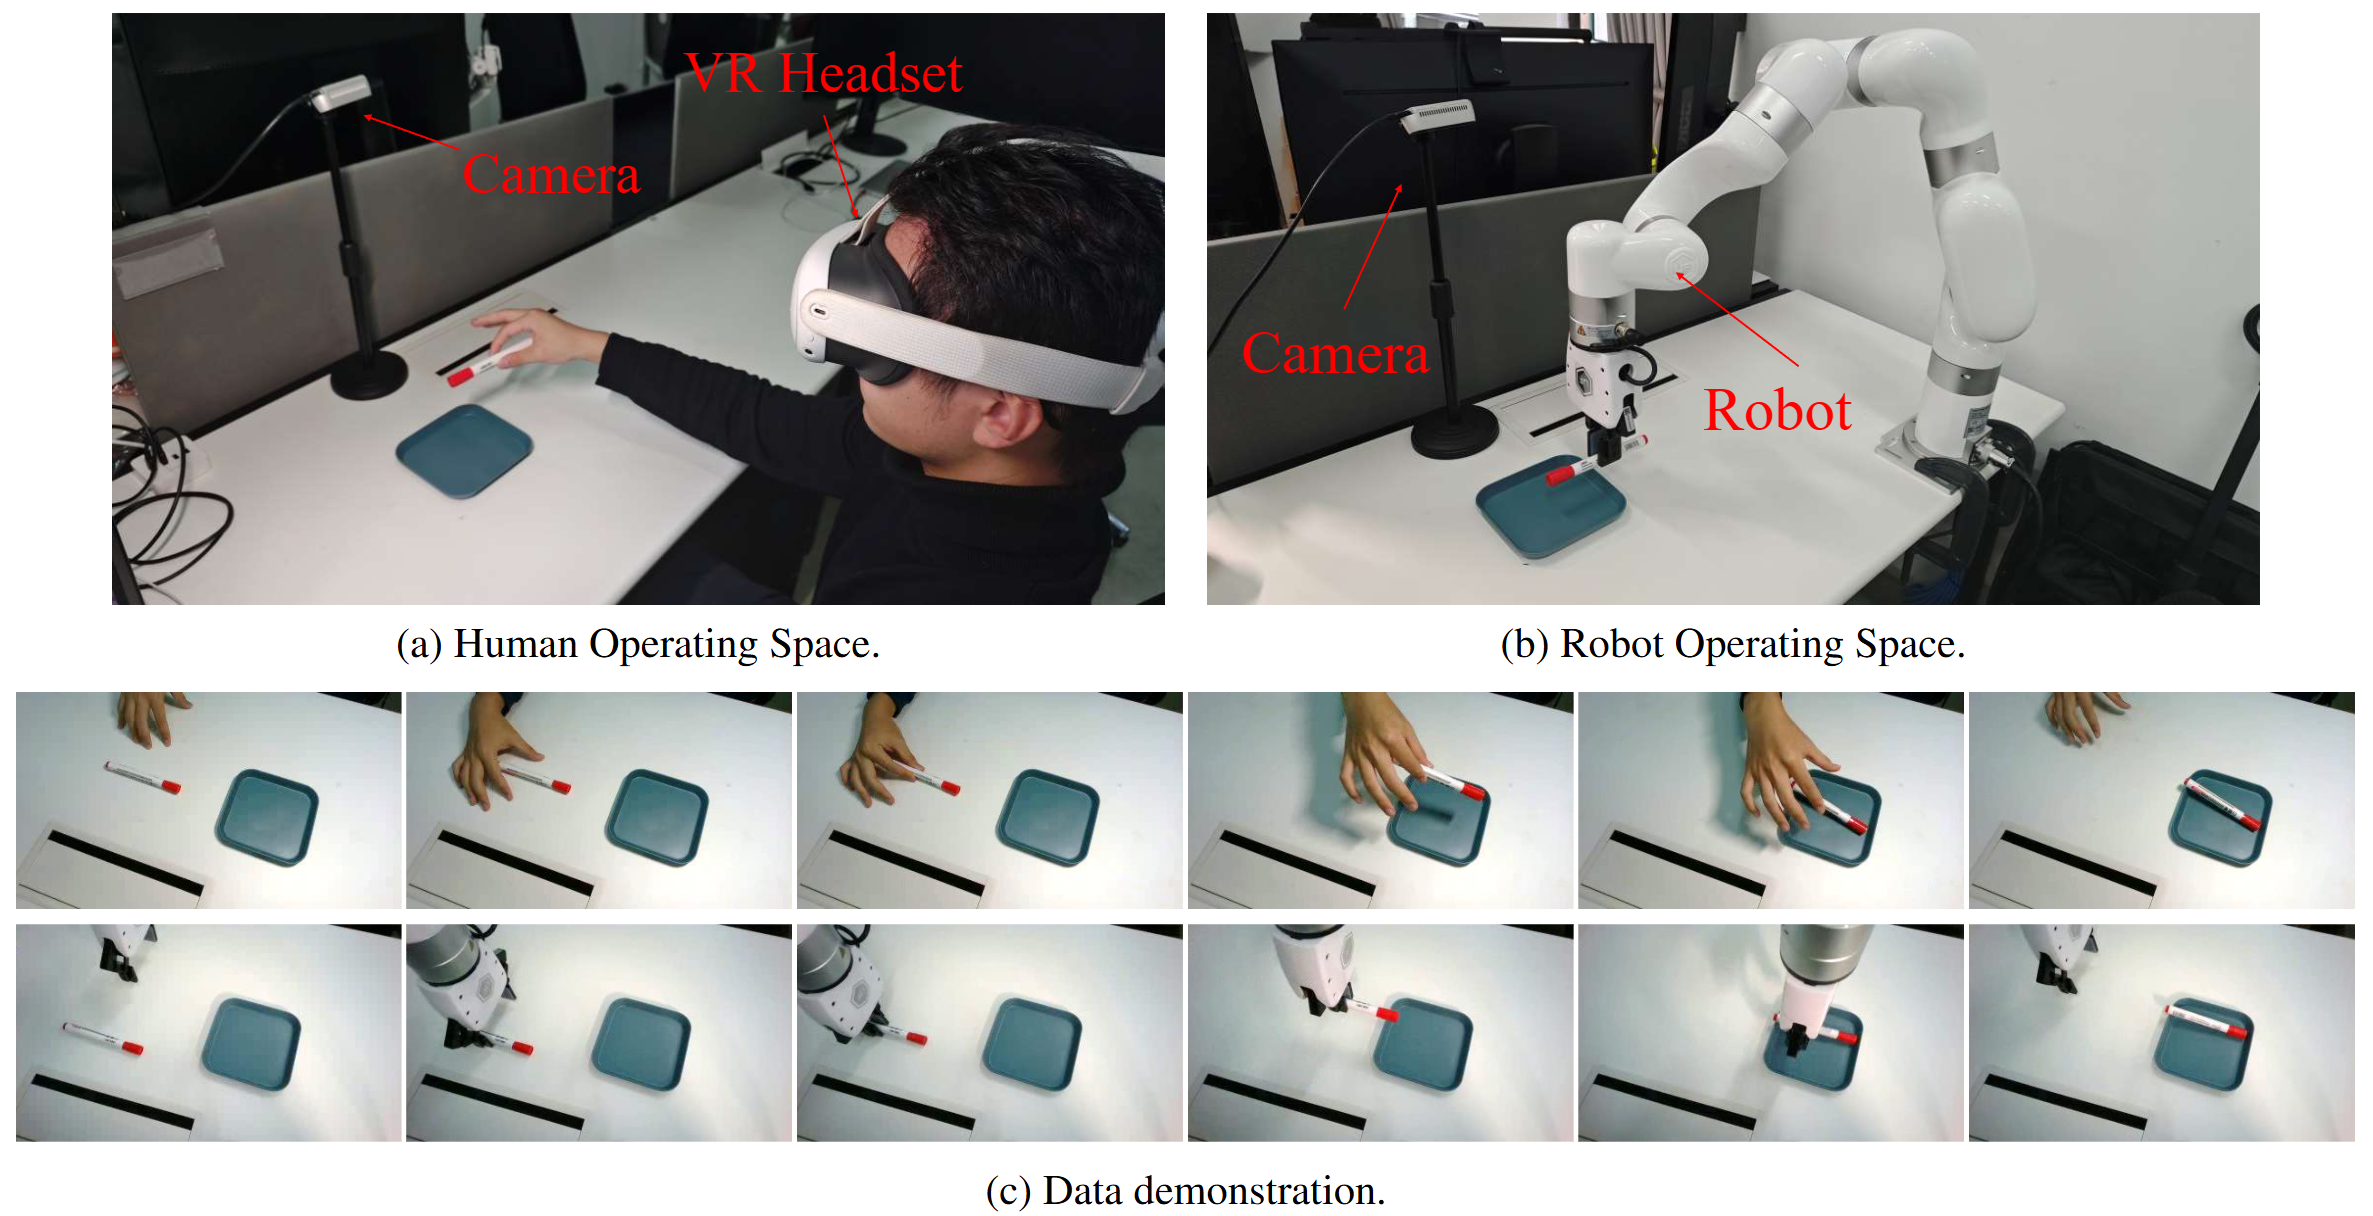 VR Headset
Camera
Camera
Robot
(a) Human Operating Space.
(b) Robot Operating Space.
(c) Data demonstration.